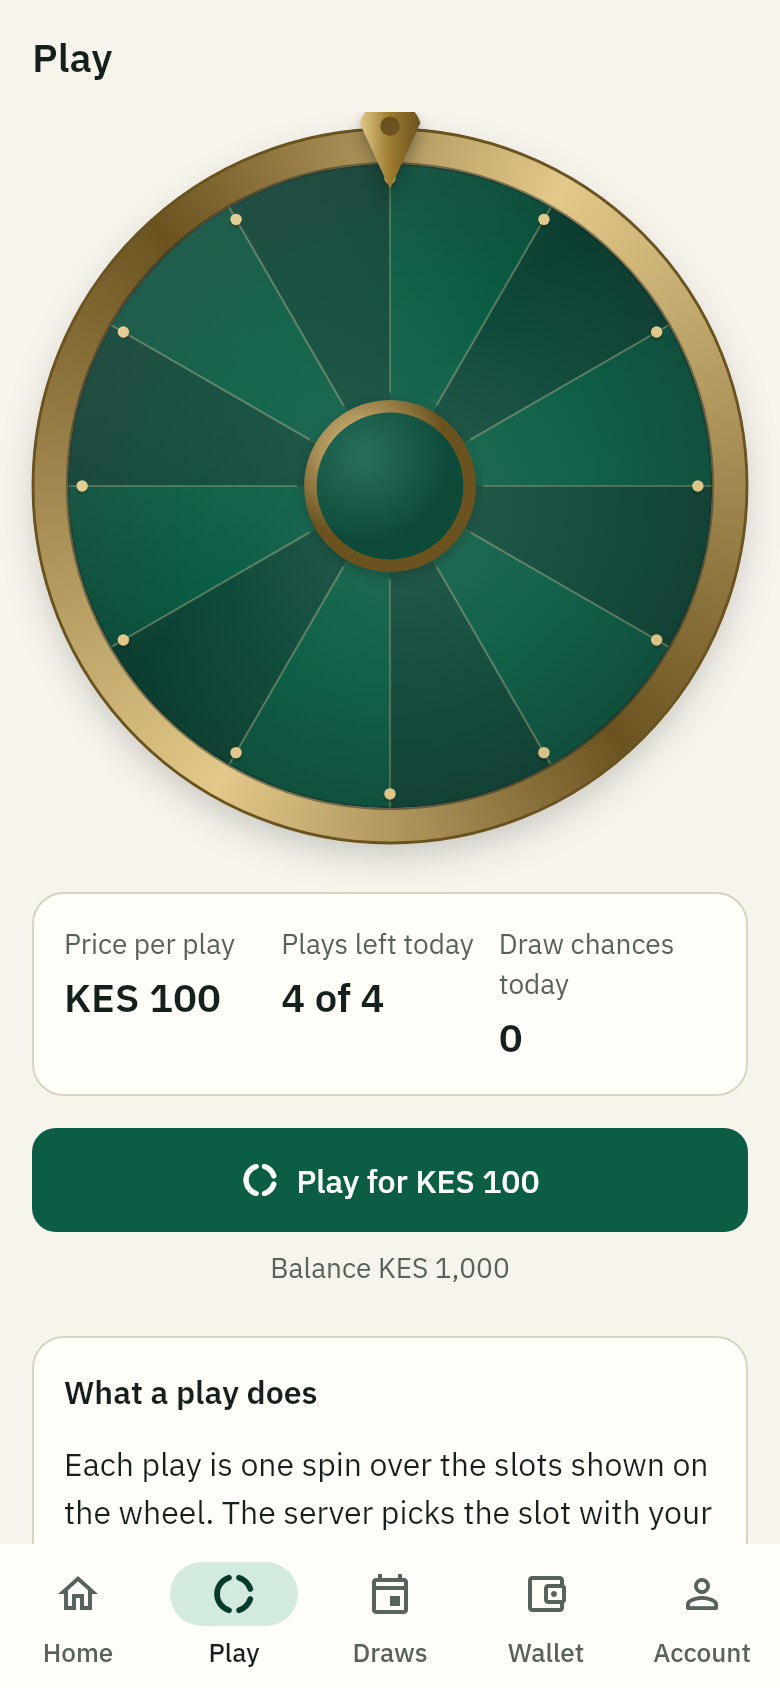 Play
Price per play
Plays left today
Draw chances today
KES 100
4 of 4
0
Play for KES 100
Balance KES 1,000
What a play does
Each play is one spin over the slots shown on
the wheel. The server picks the slot with your
Home
Play
Draws
Wallet
Account